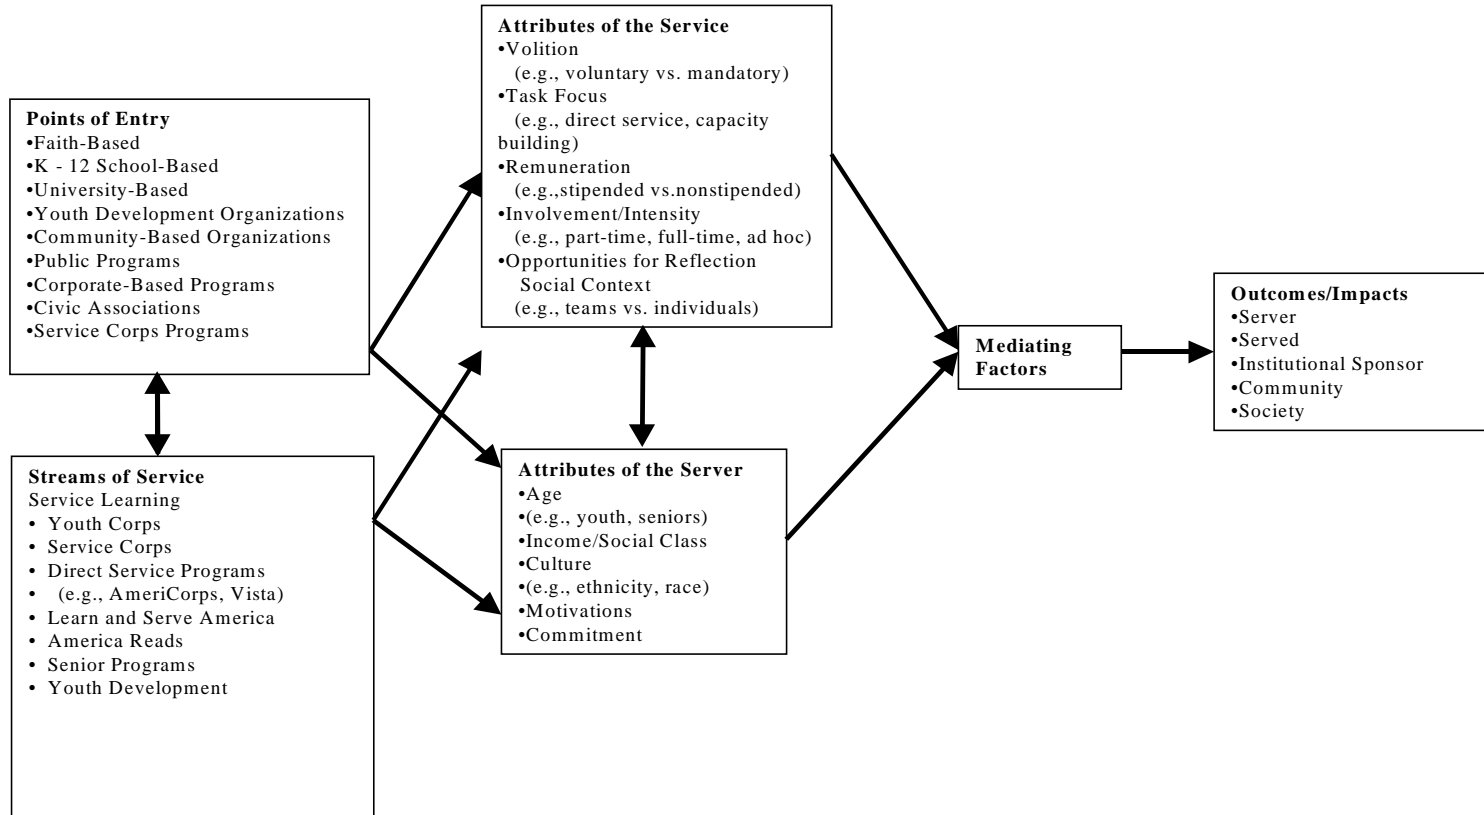 Points of Entry
•Faith-Based
•K - 12 School-Based
•University-Based
•Youth Development Organizations
•Community-Based Organizations
•Public Programs
•Corporate-Based Programs
•Civic Associations
•Service Corps Programs
Streams of Service
Service Learning
• Youth Corps
• Service Corps
• Direct Service Programs
• (e.g., AmeriCorps, Vista)
• Learn and Serve America
• America Reads
• Senior Programs
• Youth Development
Attributes of the Service
•Volition
(e.g., voluntary vs. mandatory)
•Task Focus
(e.g., direct service, capacity
building)
•Remuneration
(e.g.,stipended vs.nonstipended)
•Involvement/Intensity
(e.g., part-time, full-time, ad hoc)
•Opportunities for Reflection
Social Context
(e.g., teams vs. individuals)
Attributes of the Server
•Age
•(e.g., youth, seniors)
•Income/Social Class
•Culture
•(e.g., ethnicity, race)
•Motivations
•Commitment
Mediating
Factors
Outcomes/Impacts
•Server
•Served
•Institutional Sponsor
•Community
•Society